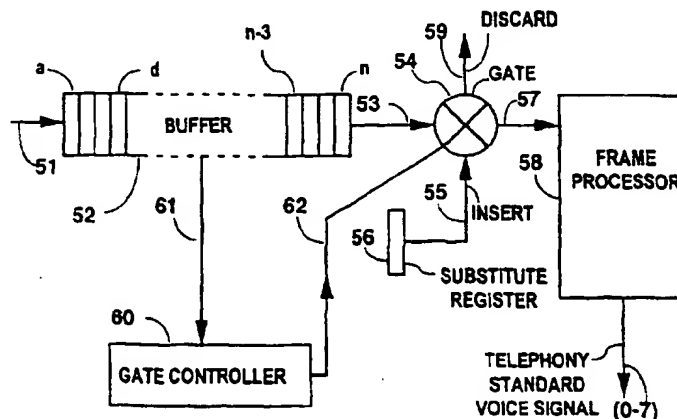 DISCARD
59
n-3
54
a
d
n
GATE
53
57
BUFFER
51
58
FRAME
PROCESSOR
52
55
61
62
INSERT
56
SUBSTITUTE
REGISTER
60
GATE CONTROLLER
TELEPHONY
STANDARD
VOICE SIGNAL
(0-7)